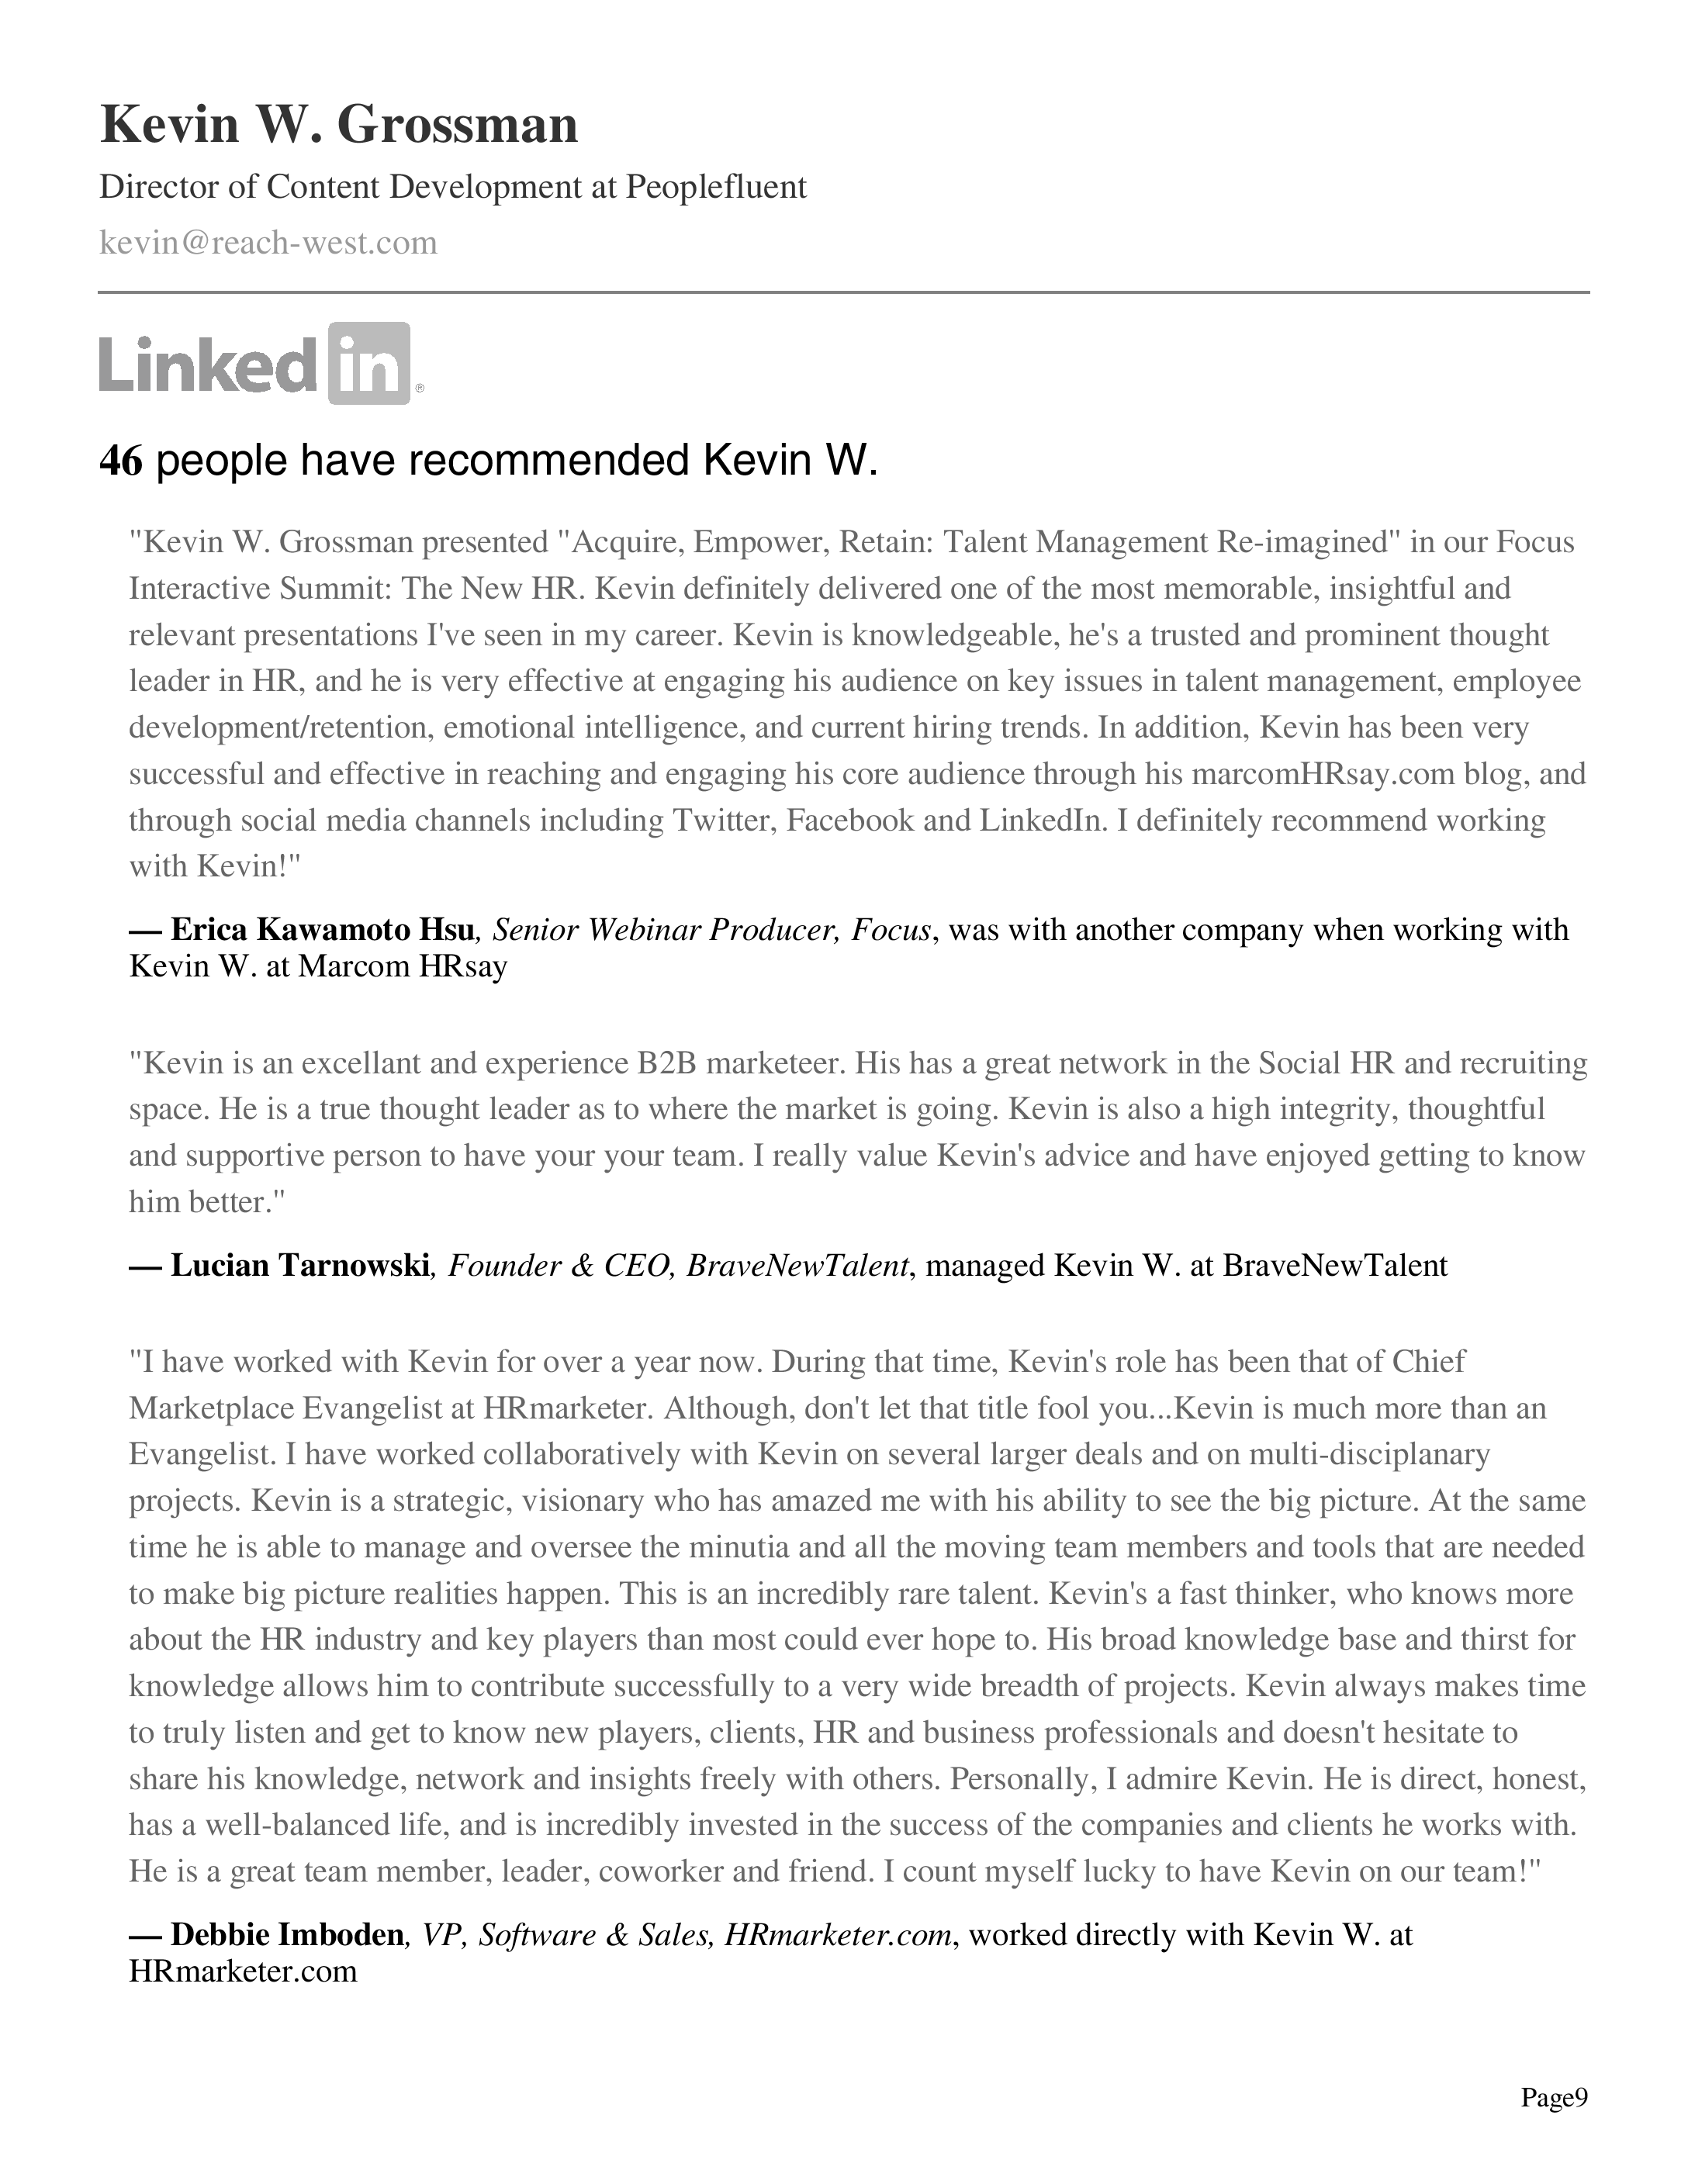 Kevin W. Grossman
Director of Content Development at Peoplefluent
kevin@reach-west.com
Linked in ®
46 people have recommended Kevin W.
"Kevin W. Grossman presented "Acquire, Empower, Retain: Talent Management Re-imagined" in our Focus
Interactive Summit: The New HR. Kevin definitely delivered one of the most memorable, insightful and
relevant presentations I've seen in my career. Kevin is knowledgeable, he's a trusted and prominent thought
leader in HR, and he is very effective at engaging his audience on key issues in talent management, employee
development/retention, emotional intelligence, and current hiring trends. In addition, Kevin has been very
successful and effective in reaching and engaging his core audience through his marcomHRsay.com blog, and
through social media channels including Twitter, Facebook and LinkedIn. I definitely recommend working
with Kevin!"
— Erica Kawamoto Hsu, Senior Webinar Producer, Focus, was with another company when working with
Kevin W. at Marcom HRsay
"Kevin is an excellant and experience B2B marketeer. His has a great network in the Social HR and recruiting
space. He is a true thought leader as to where the market is going. Kevin is also a high integrity, thoughtful
and supportive person to have your your team. I really value Kevin's advice and have enjoyed getting to know
him better."
— Lucian Tarnowski, Founder & CEO, BraveNewTalent, managed Kevin W. at BraveNewTalent
"I have worked with Kevin for over a year now. During that time, Kevin's role has been that of Chief
Marketplace Evangelist at HRmarketer. Although, don't let that title fool you...Kevin is much more than an
Evangelist. I have worked collaboratively with Kevin on several larger deals and on multi-disciplanary
projects. Kevin is a strategic, visionary who has amazed me with his ability to see the big picture. At the same
time he is able to manage and oversee the minutia and all the moving team members and tools that are needed
to make big picture realities happen. This is an incredibly rare talent. Kevin's a fast thinker, who knows more
about the HR industry and key players than most could ever hope to. His broad knowledge base and thirst for
knowledge allows him to contribute successfully to a very wide breadth of projects. Kevin always makes time
to truly listen and get to know new players, clients, HR and business professionals and doesn't hesitate to
share his knowledge, network and insights freely with others. Personally, I admire Kevin. He is direct, honest,
has a well-balanced life, and is incredibly invested in the success of the companies and clients he works with.
He is a great team member, leader, coworker and friend. I count myself lucky to have Kevin on our team!"
— Debbie Imboden, VP, Software & Sales, HRmarketer.com, worked directly with Kevin W. at
HRmarketer.com
Page9